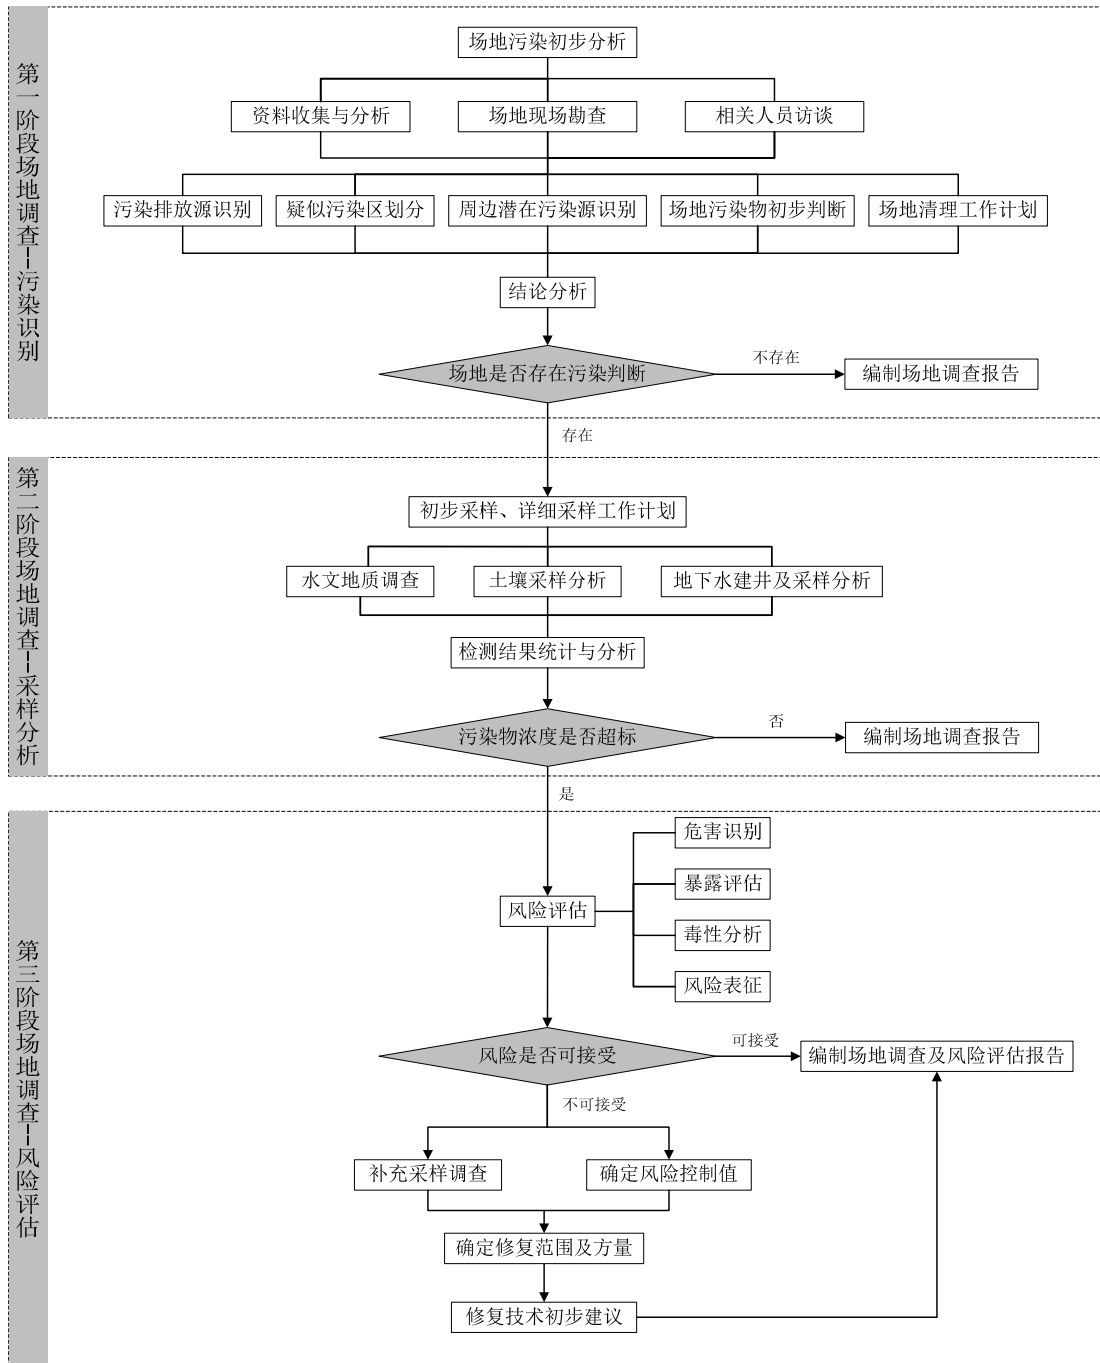 第一阶段场地调查--污染识别
场地污染初步分析
资料收集与分析
场地现场勘查
相关人员访谈
污染排放源识别
疑似污染区划分
周边潜在污染源识别
场地污染物初步判断
场地清理工作计划
结论分析
场地是否存在污染判断
不存在
编制场地调查报告
存在
第二阶段场地调查--采样分析
初步采样、详细采样工作计划
水文地质调查
土壤采样分析
地下水建井及采样分析
检测结果统计与分析
污染物浓度是否超标
否
编制场地调查报告
是
第三阶段场地调查--风险评估
危害识别
暴露评估
风险评估
毒性分析
风险表征
风险是否可接受
可接受
编制场地调查及风险评估报告
不可接受
补充采样调查
确定风险控制值
确定修复范围及方量
修复技术初步建议